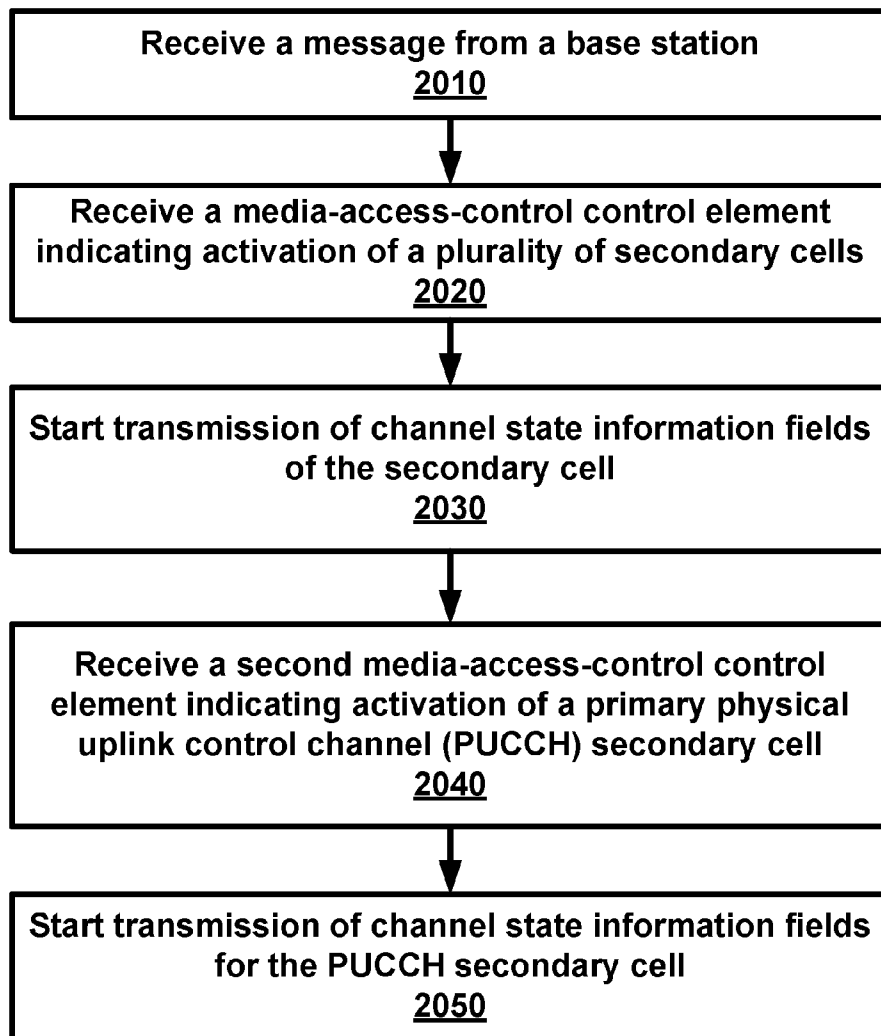 Receive a message from a base station
2010
Receive a media-access-control control element
indicating activation of a plurality of secondary cells
2020
Start transmission of channel state information fields
of the secondary cell
2030
Receive a second media-access-control control
element indicating activation of a primary physical
uplink control channel (PUCCH) secondary cell
2040
Start transmission of channel state information fields
for the PUCCH secondary cell
2050